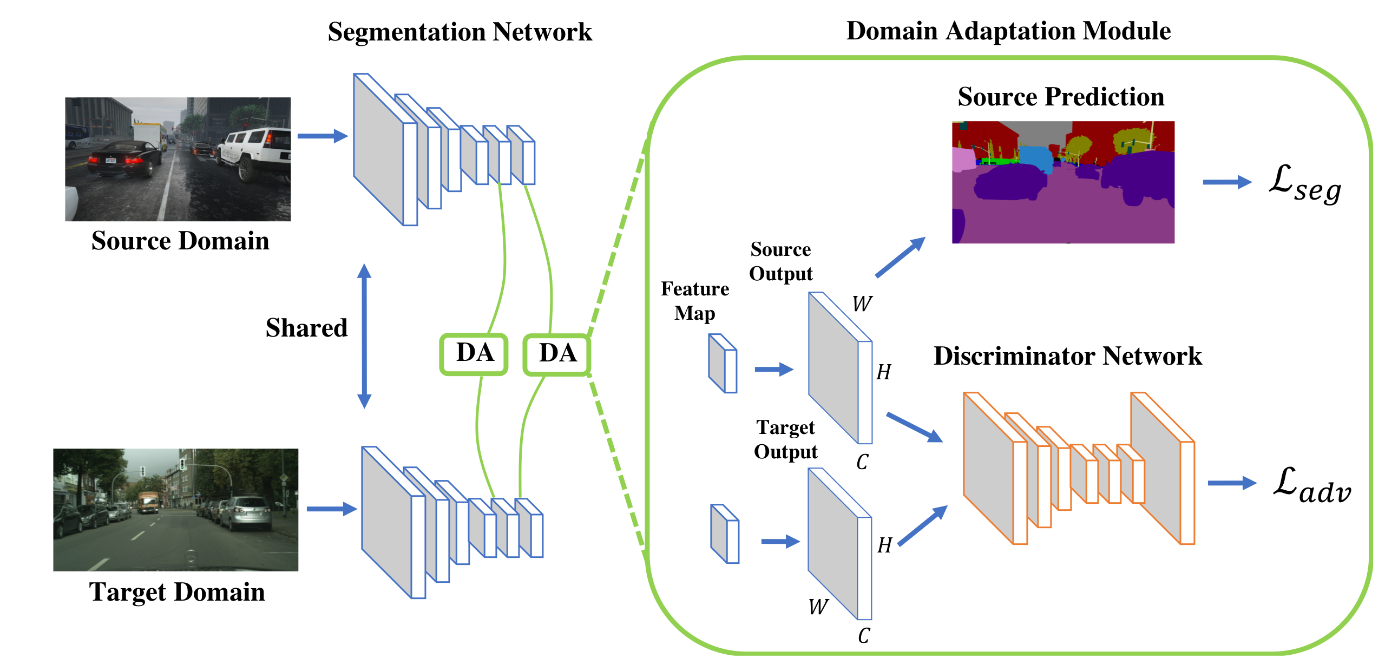 Segmentation Network
Source Domain
Shared
DA
DA
Target Domain
Domain Adaptation Module
Source Prediction
ℒseg
Source
Output
Feature
Map
W
H
C
Discriminator Network
Target
Output
W
H
C
ℒadv